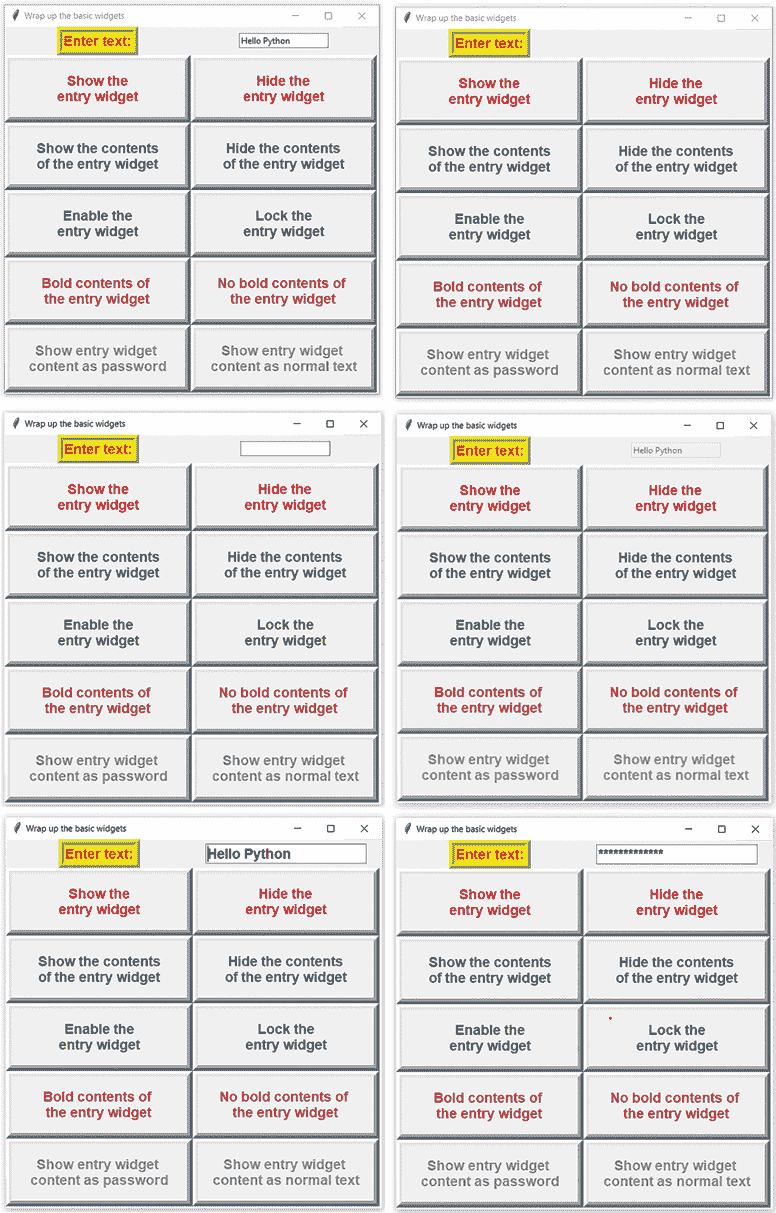 Wrap up the basic widgets
Enter text:
Hello Python
Show the
entry widget
Hide the
entry widget
Show the contents
of the entry widget
Hide the contents
of the entry widget
Enable the
entry widget
Lock the
entry widget
Bold contents of
the entry widget
No bold contents of
the entry widget
Show entry widget
content as password
Show entry widget
content as normal text
Wrap up the basic widgets
Enter text:
Show the
entry widget
Hide the
entry widget
Show the contents
of the entry widget
Hide the contents
of the entry widget
Enable the
entry widget
Lock the
entry widget
Bold contents of
the entry widget
No bold contents of
the entry widget
Show entry widget
content as password
Show entry widget
content as normal text
Wrap up the basic widgets
Enter text:
Show the
entry widget
Hide the
entry widget
Show the contents
of the entry widget
Hide the contents
of the entry widget
Enable the
entry widget
Lock the
entry widget
Bold contents of
the entry widget
No bold contents of
the entry widget
Show entry widget
content as password
Show entry widget
content as normal text
Wrap up the basic widgets
Enter text:
Hello Python
Show the
entry widget
Hide the
entry widget
Show the contents
of the entry widget
Hide the contents
of the entry widget
Enable the
entry widget
Lock the
entry widget
Bold contents of
the entry widget
No bold contents of
the entry widget
Show entry widget
content as password
Show entry widget
content as normal text
Wrap up the basic widgets
Enter text:
Hello Python
Show the
entry widget
Hide the
entry widget
Show the contents
of the entry widget
Hide the contents
of the entry widget
Enable the
entry widget
Lock the
entry widget
Bold contents of
the entry widget
No bold contents of
the entry widget
Show entry widget
content as password
Show entry widget
content as normal text
Wrap up the basic widgets
Enter text:
*************
Show the
entry widget
Hide the
entry widget
Show the contents
of the entry widget
Hide the contents
of the entry widget
Enable the
entry widget
Lock the
entry widget
Bold contents of
the entry widget
No bold contents of
the entry widget
Show entry widget
content as password
Show entry widget
content as normal text